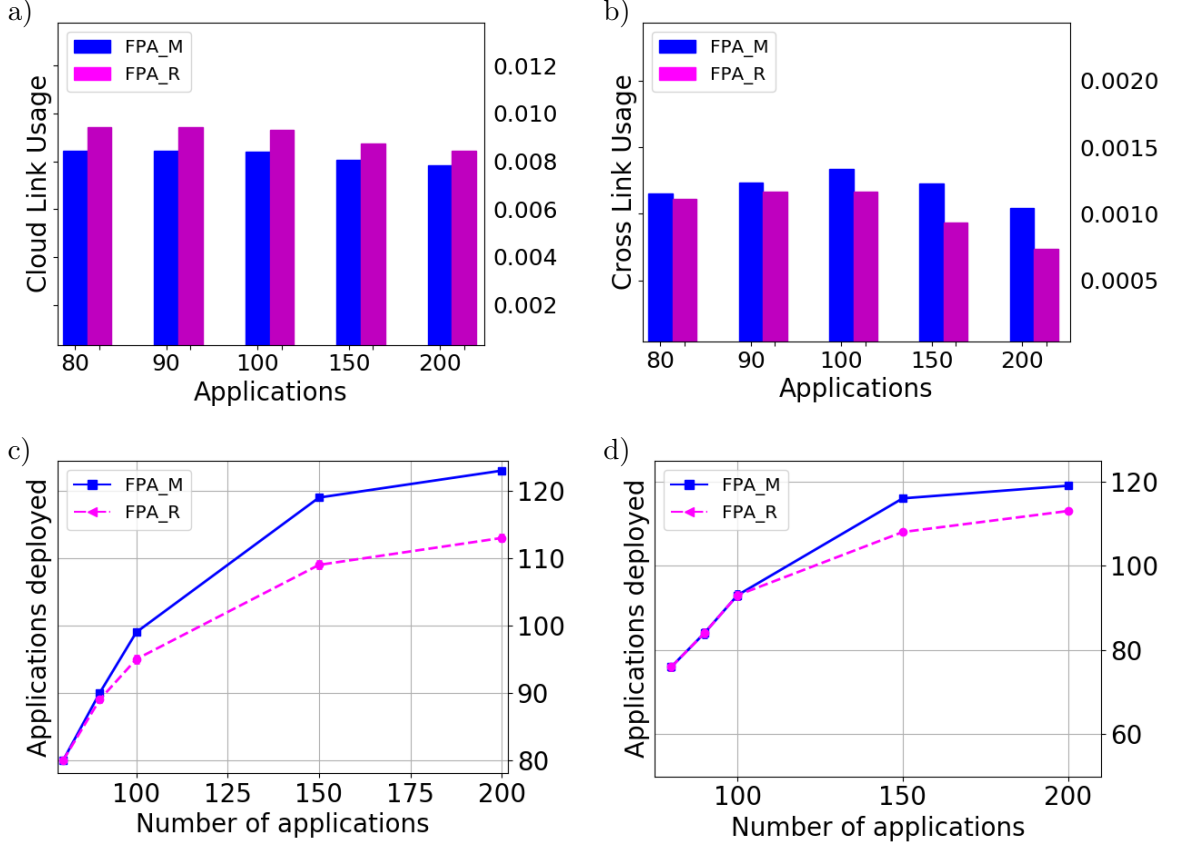 a)
FPA_M
FPA_R
Cloud Link Usage
0.012
0.010
0.008
0.006
0.004
0.002
80 90 100 150 200
Applications
b)
FPA_M
FPA_R
Cross Link Usage
0.0020
0.0015
0.0010
0.0005
80 90 100 150 200
Applications
c)
FPA_M
FPA_R
Applications deployed
120
110
100
90
80
100 125 150 175 200
Number of applications
d)
FPA_M
FPA_R
Applications deployed
120
100
80
60
100 150 200
Number of applications